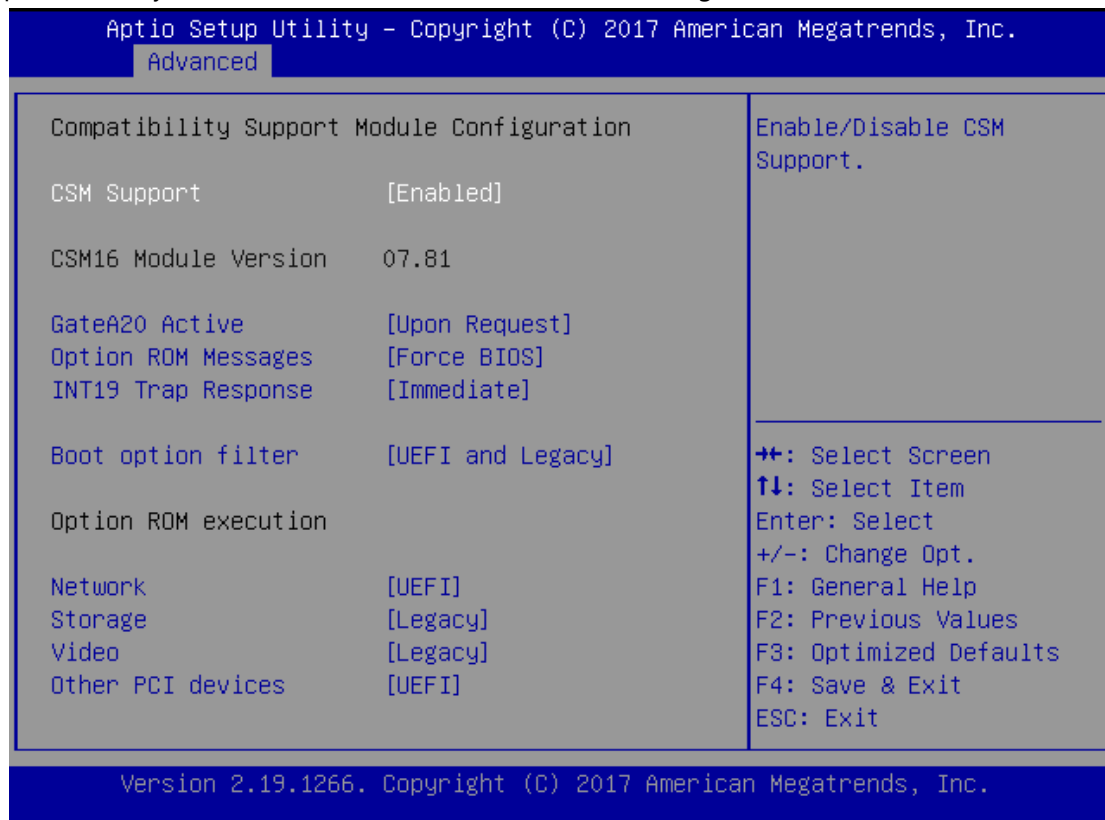 Aptio Setup Utility – Copyright (C) 2017 American Megatrends, Inc.
Advanced
Compatibility Support Module Configuration
CSM Support [Enabled]
CSM16 Module Version 07.81
GateA20 Active [Upon Request]
Option ROM Messages [Force BIOS]
INT19 Trap Response [Immediate]
Boot option filter [UEFI and Legacy]
Option ROM execution
Network [UEFI]
Storage [Legacy]
Video [Legacy]
Other PCI devices [UEFI]
Enable/Disable CSM
Support.
→←: Select Screen
↑↓: Select Item
Enter: Select
+/-: Change Opt.
F1: General Help
F2: Previous Values
F3: Optimized Defaults
F4: Save & Exit
ESC: Exit
Version 2.19.1266. Copyright (C) 2017 American Megatrends, Inc.